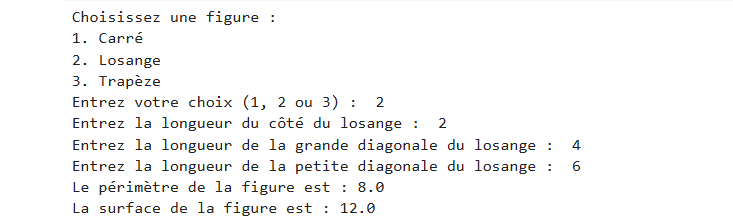 Choisissez une figure :
1. Carré
2. Losange
3. Trapèze
Entrez votre choix (1, 2 ou 3) :  2
Entrez la longueur du côté du losange :  2
Entrez la longueur de la grande diagonale du losange :  4
Entrez la longueur de la petite diagonale du losange :  6
Le périmètre de la figure est : 8.0
La surface de la figure est : 12.0